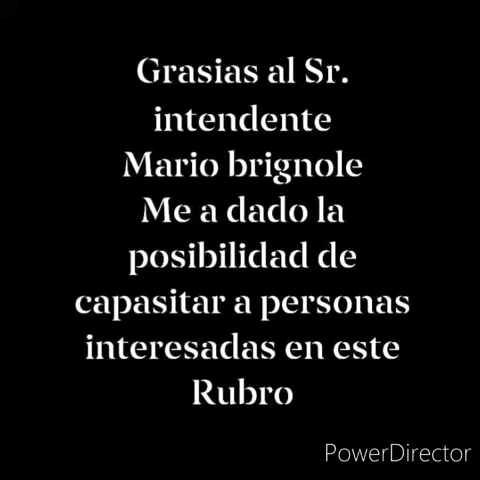 Grasias al Sr.
intendente
Mario brignole
Me a dado la
posibilidad de
capasitar a personas
interesadas en este
Rubro
PowerDirector